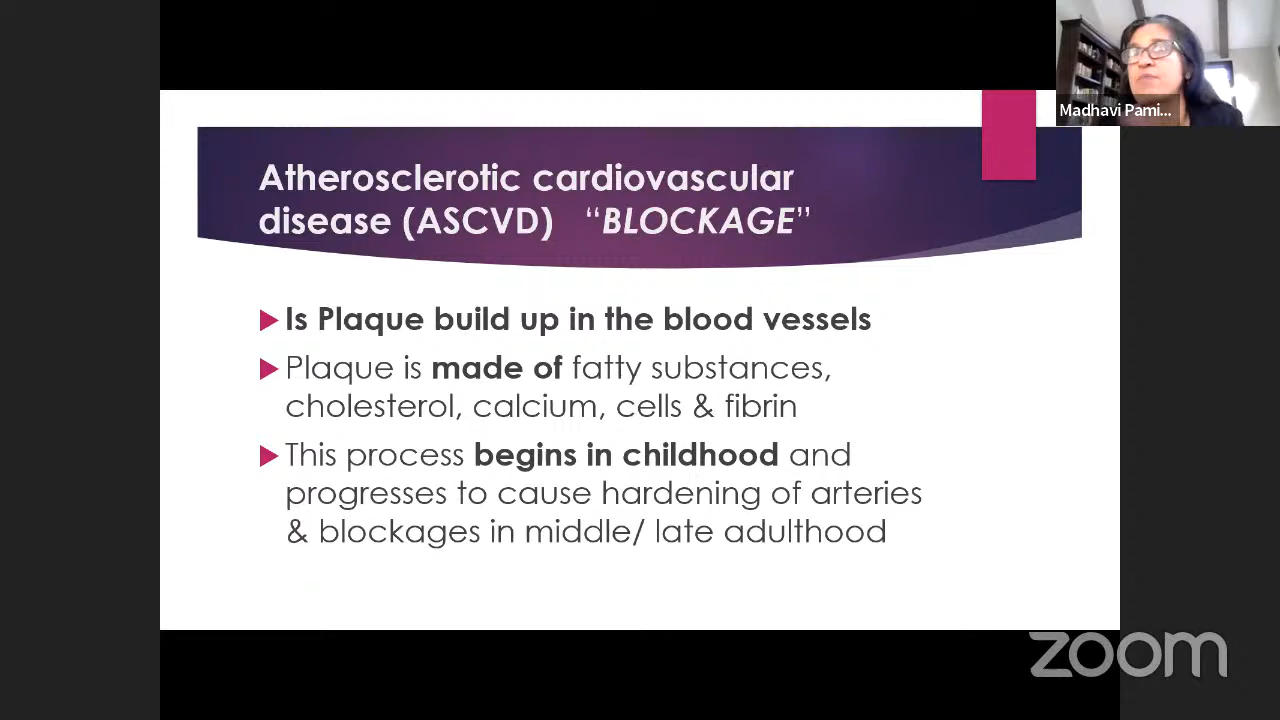 Madhavi Pami...
Atherosclerotic cardiovascular
disease (ASCVD) “BLOCKAGE”
Is Plaque build up in the blood vessels
Plaque is made of fatty substances,
cholesterol, calcium, cells & fibrin
This process begins in childhood and
progresses to cause hardening of arteries
& blockages in middle/ late adulthood
zoom